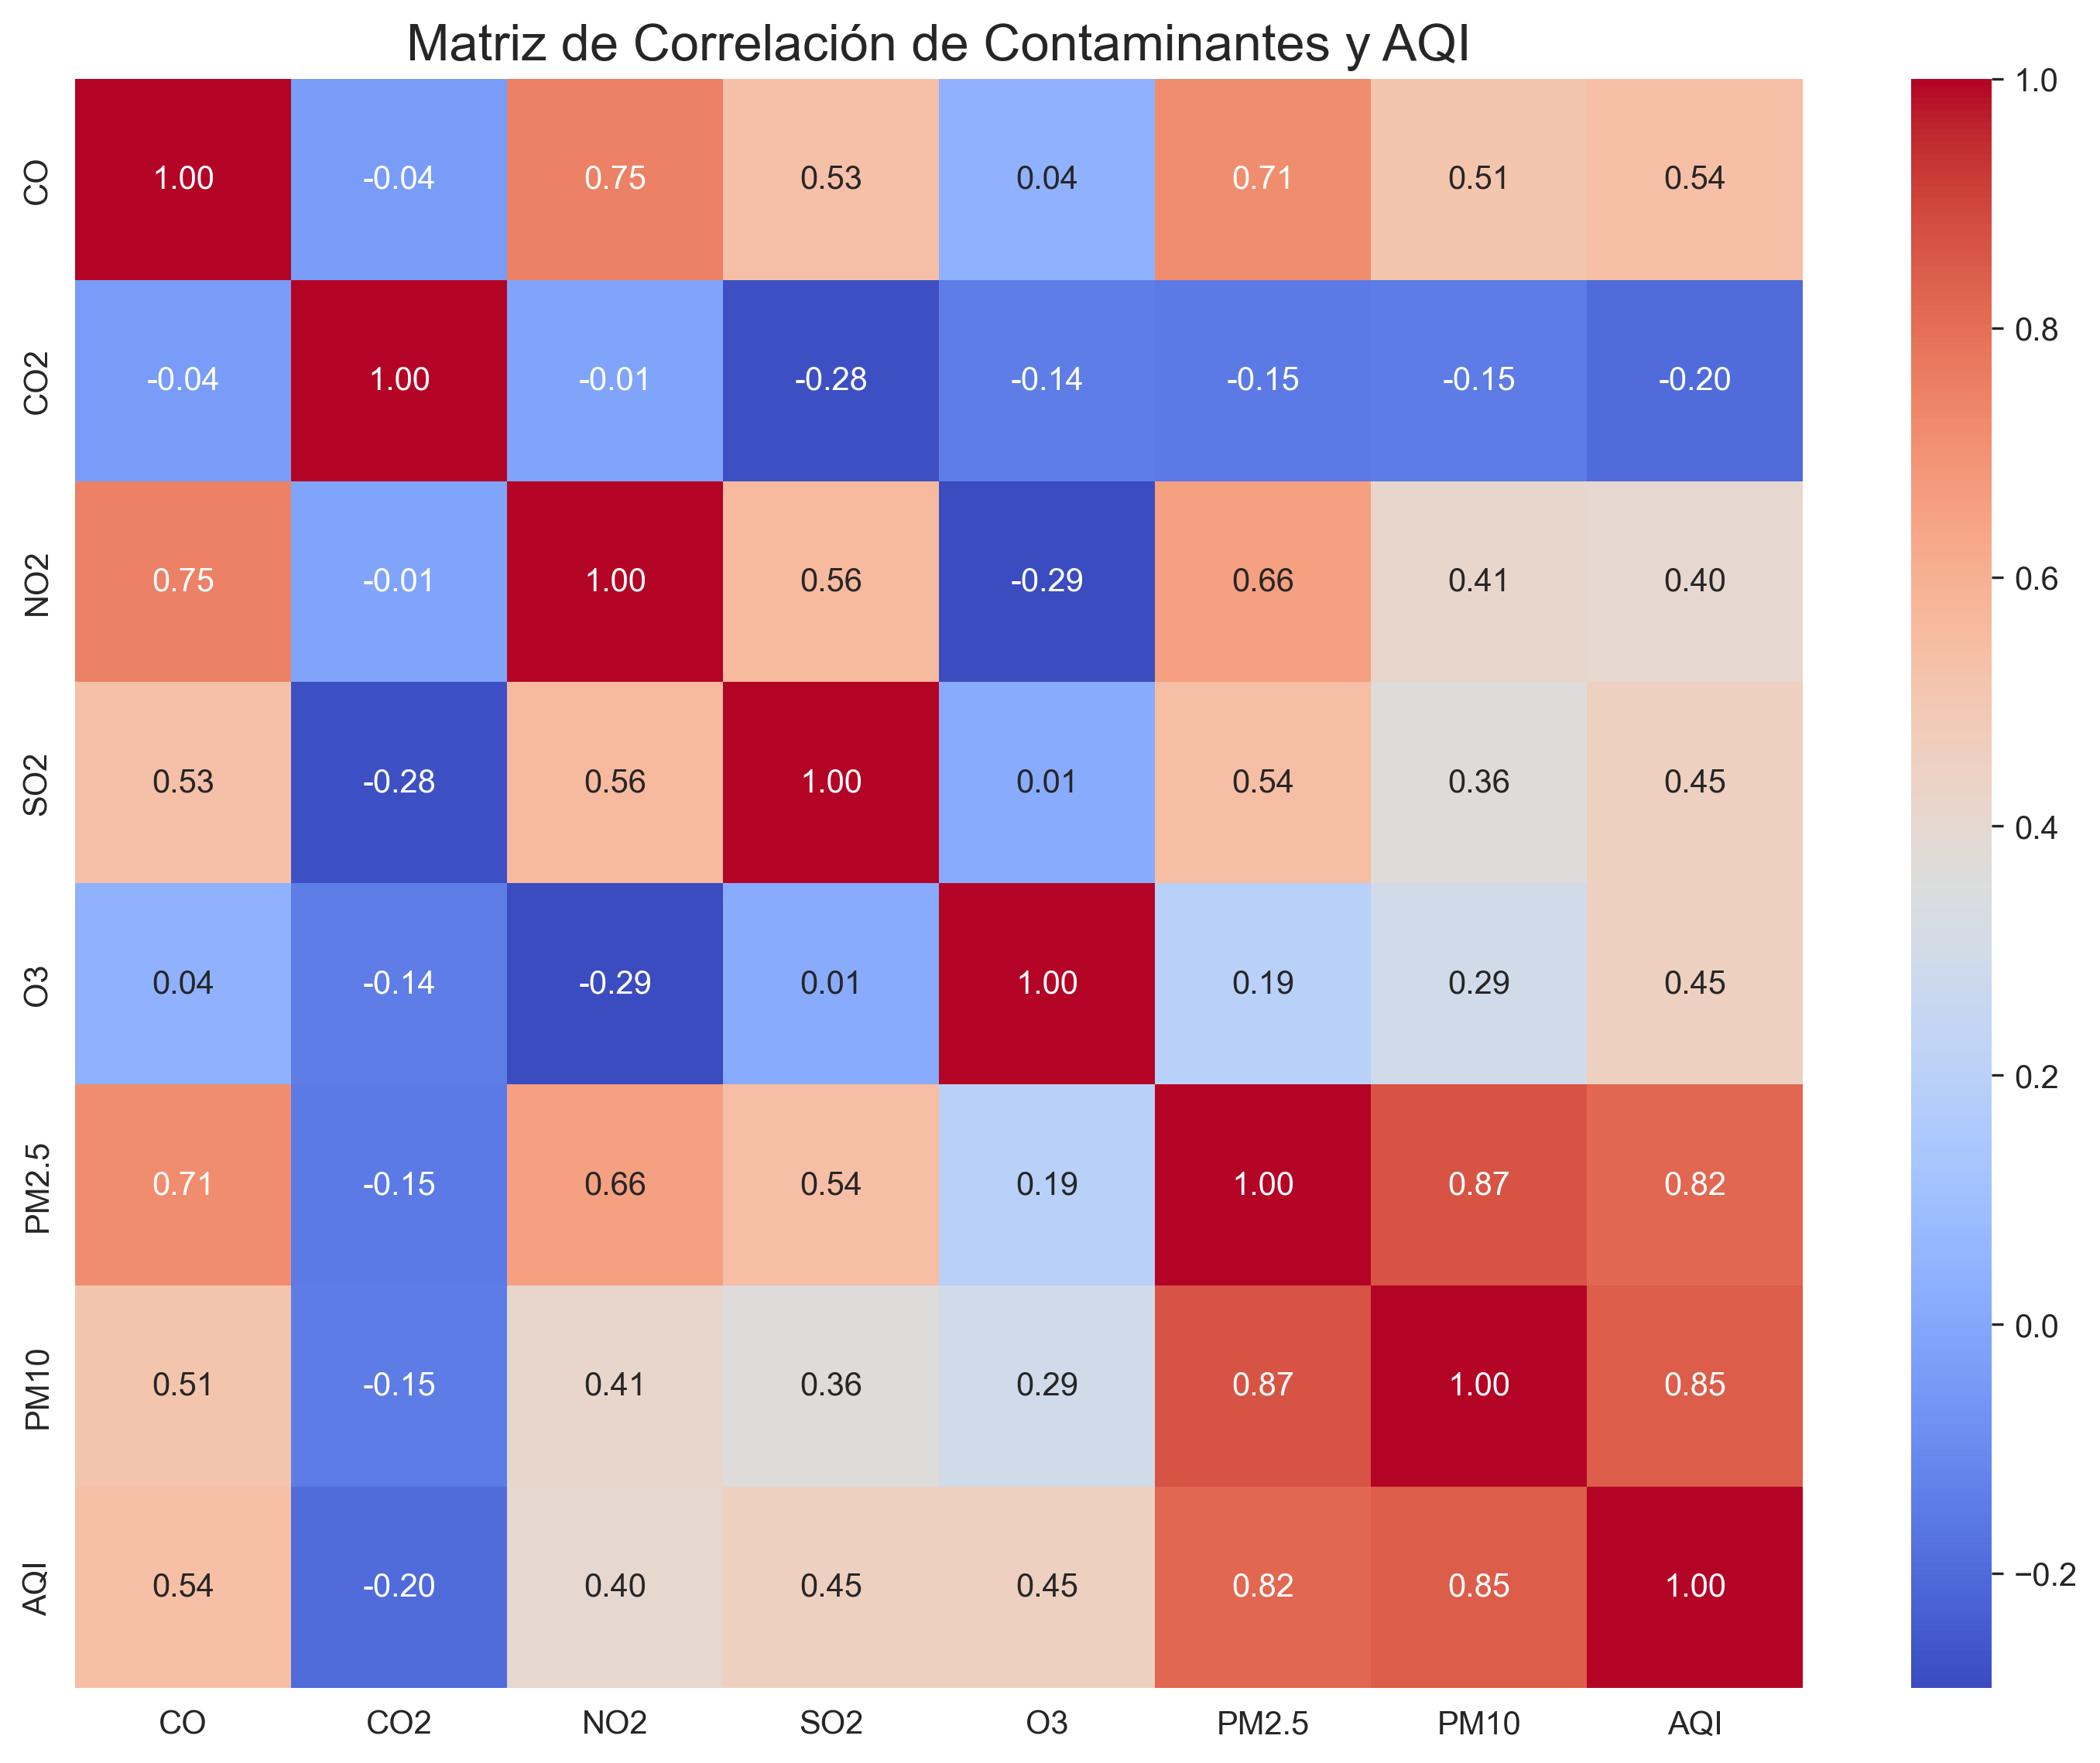 Matriz de Correlación de Contaminantes y AQI
CO 1.00 -0.04 0.75 0.53 0.04 0.71 0.51 0.54
CO2 -0.04 1.00 -0.01 -0.28 -0.14 -0.15 -0.15 -0.20
NO2 0.75 -0.01 1.00 0.56 -0.29 0.66 0.41 0.40
SO2 0.53 -0.28 0.56 1.00 0.01 0.54 0.36 0.45
O3 0.04 -0.14 -0.29 0.01 1.00 0.19 0.29 0.45
PM2.5 0.71 -0.15 0.66 0.54 0.19 1.00 0.87 0.82
PM10 0.51 -0.15 0.41 0.36 0.29 0.87 1.00 0.85
AQI 0.54 -0.20 0.40 0.45 0.45 0.82 0.85 1.00
CO CO2 NO2 SO2 O3 PM2.5 PM10 AQI
1.0
0.8
0.6
0.4
0.2
0.0
−0.2